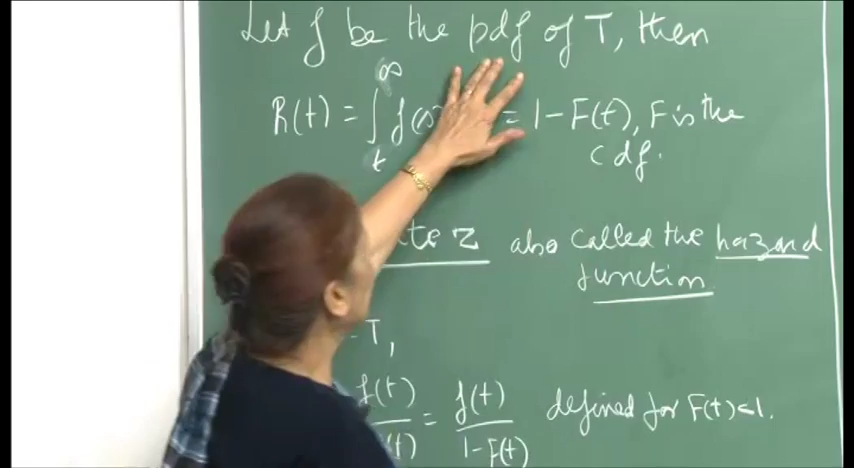 Let f be the pdf of T, then
R(t) = ∫ₜ^∞ f(s) = 1 - F(t), F is the
cdf.
z also called the hazard
function
- T,
f(t) / (t) = f(t) / 1 - F(t) defined for F(t) < 1.